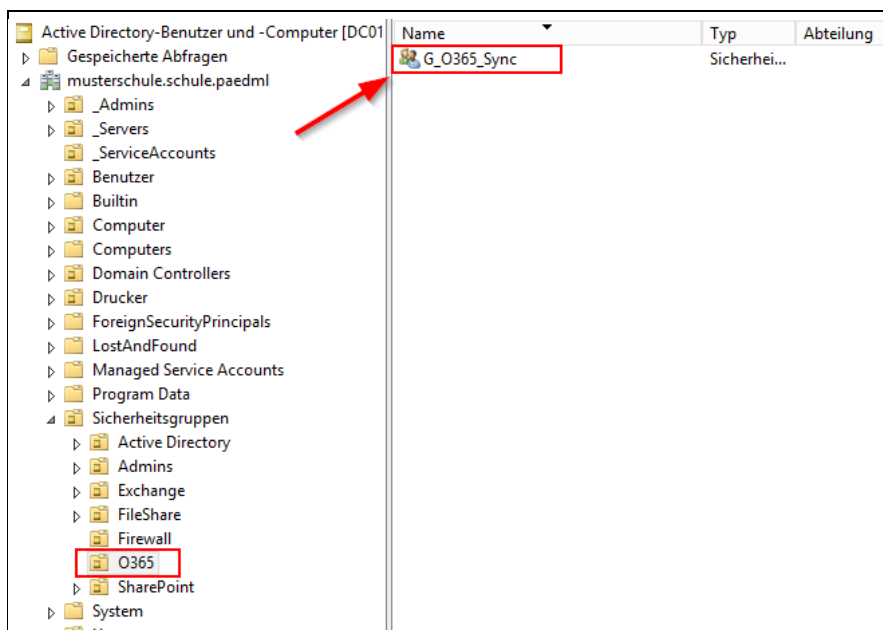 Active Directory-Benutzer und -Computer [DC01
Gespeicherte Abfragen
musterschule.schule.paedml
_Admins
_Servers
_ServiceAccounts
Benutzer
Builtin
Computer
Computers
Domain Controllers
Drucker
ForeignSecurityPrincipals
LostAndFound
Managed Service Accounts
Program Data
Sicherheitsgruppen
Active Directory
Admins
Exchange
FileShare
Firewall
O365
SharePoint
System
Name Typ Abteilung
G_O365_Sync Sicherhei...